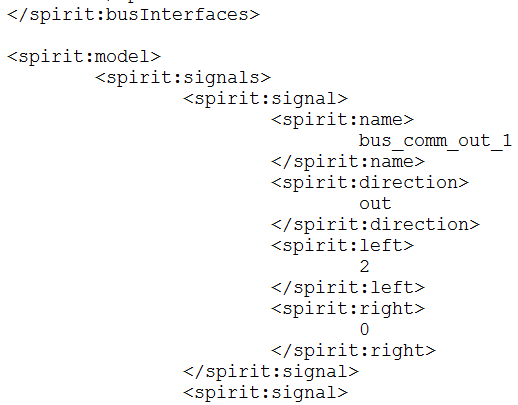 </spirit:busInterfaces>
<spirit:model>
<spirit:signals>
<spirit:signal>
<spirit:name>
bus_comm_out_1
</spirit:name>
<spirit:direction>
out
</spirit:direction>
<spirit:left>
2
</spirit:left>
<spirit:right>
0
</spirit:right>
</spirit:signal>
<spirit:signal>